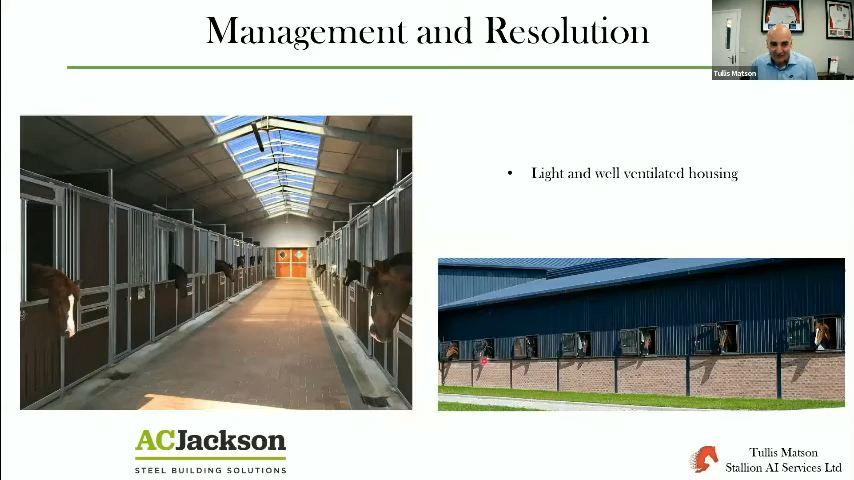 Management and Resolution
Tullis Matson
• Light and well ventilated housing
ACJackson
STEEL BUILDING SOLUTIONS
Tullis Matson
Stallion AI Services Ltd